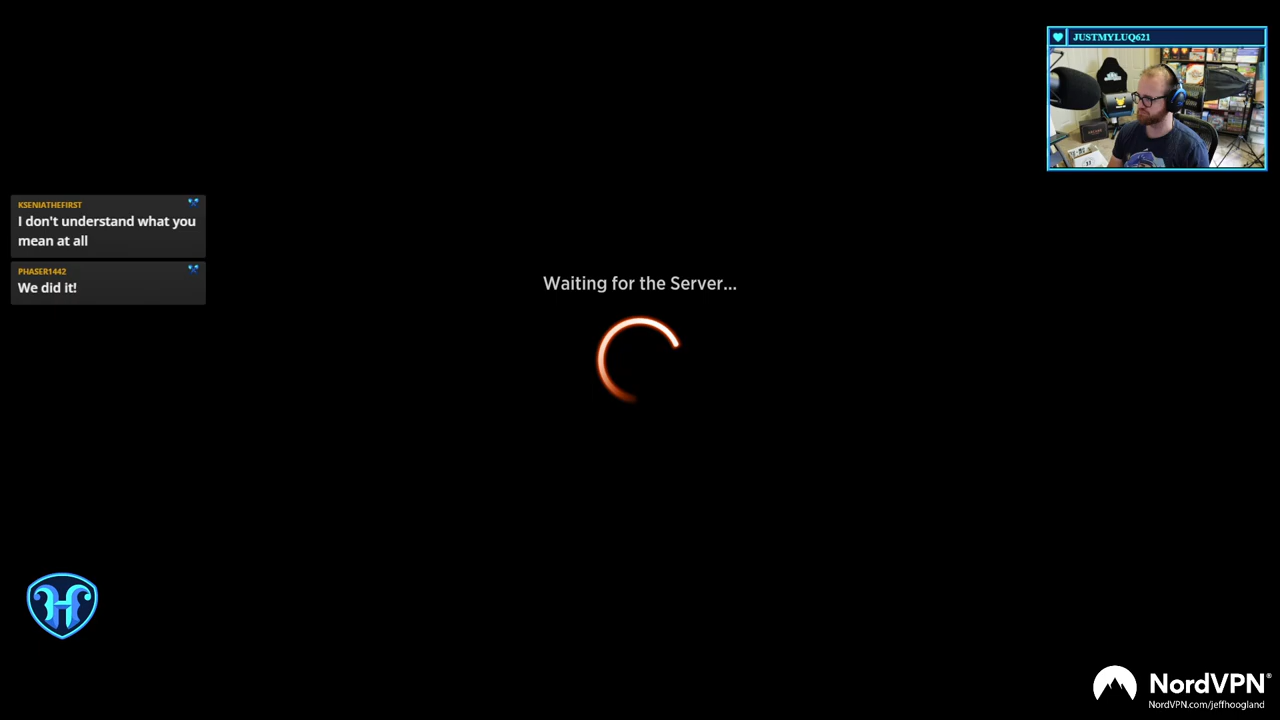 JUSTMYLUQ621
KSENIATHEFIRST
I don't understand what you
mean at all
PHASER1442
We did it!
Waiting for the Server...
NordVPN®
NordVPN.com/jeffhoogland